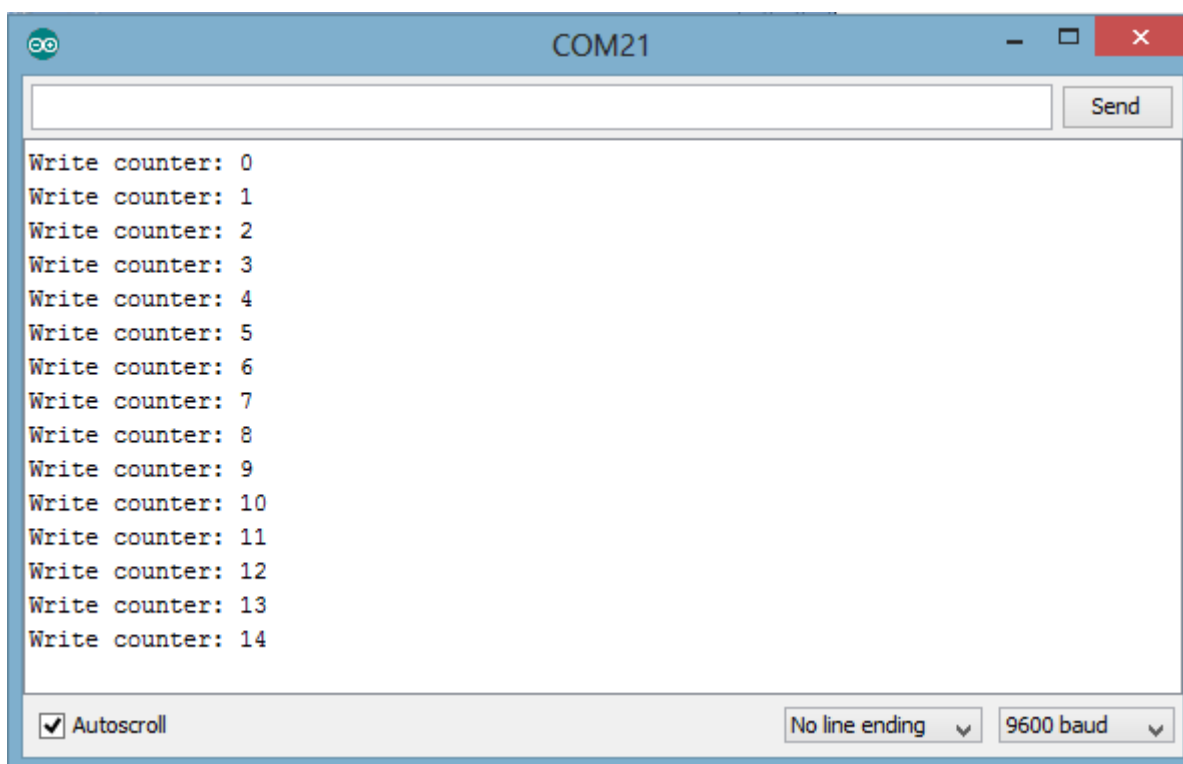 COM21
Send
Write counter: 0
Write counter: 1
Write counter: 2
Write counter: 3
Write counter: 4
Write counter: 5
Write counter: 6
Write counter: 7
Write counter: 8
Write counter: 9
Write counter: 10
Write counter: 11
Write counter: 12
Write counter: 13
Write counter: 14
Autoscroll
No line ending
9600 baud